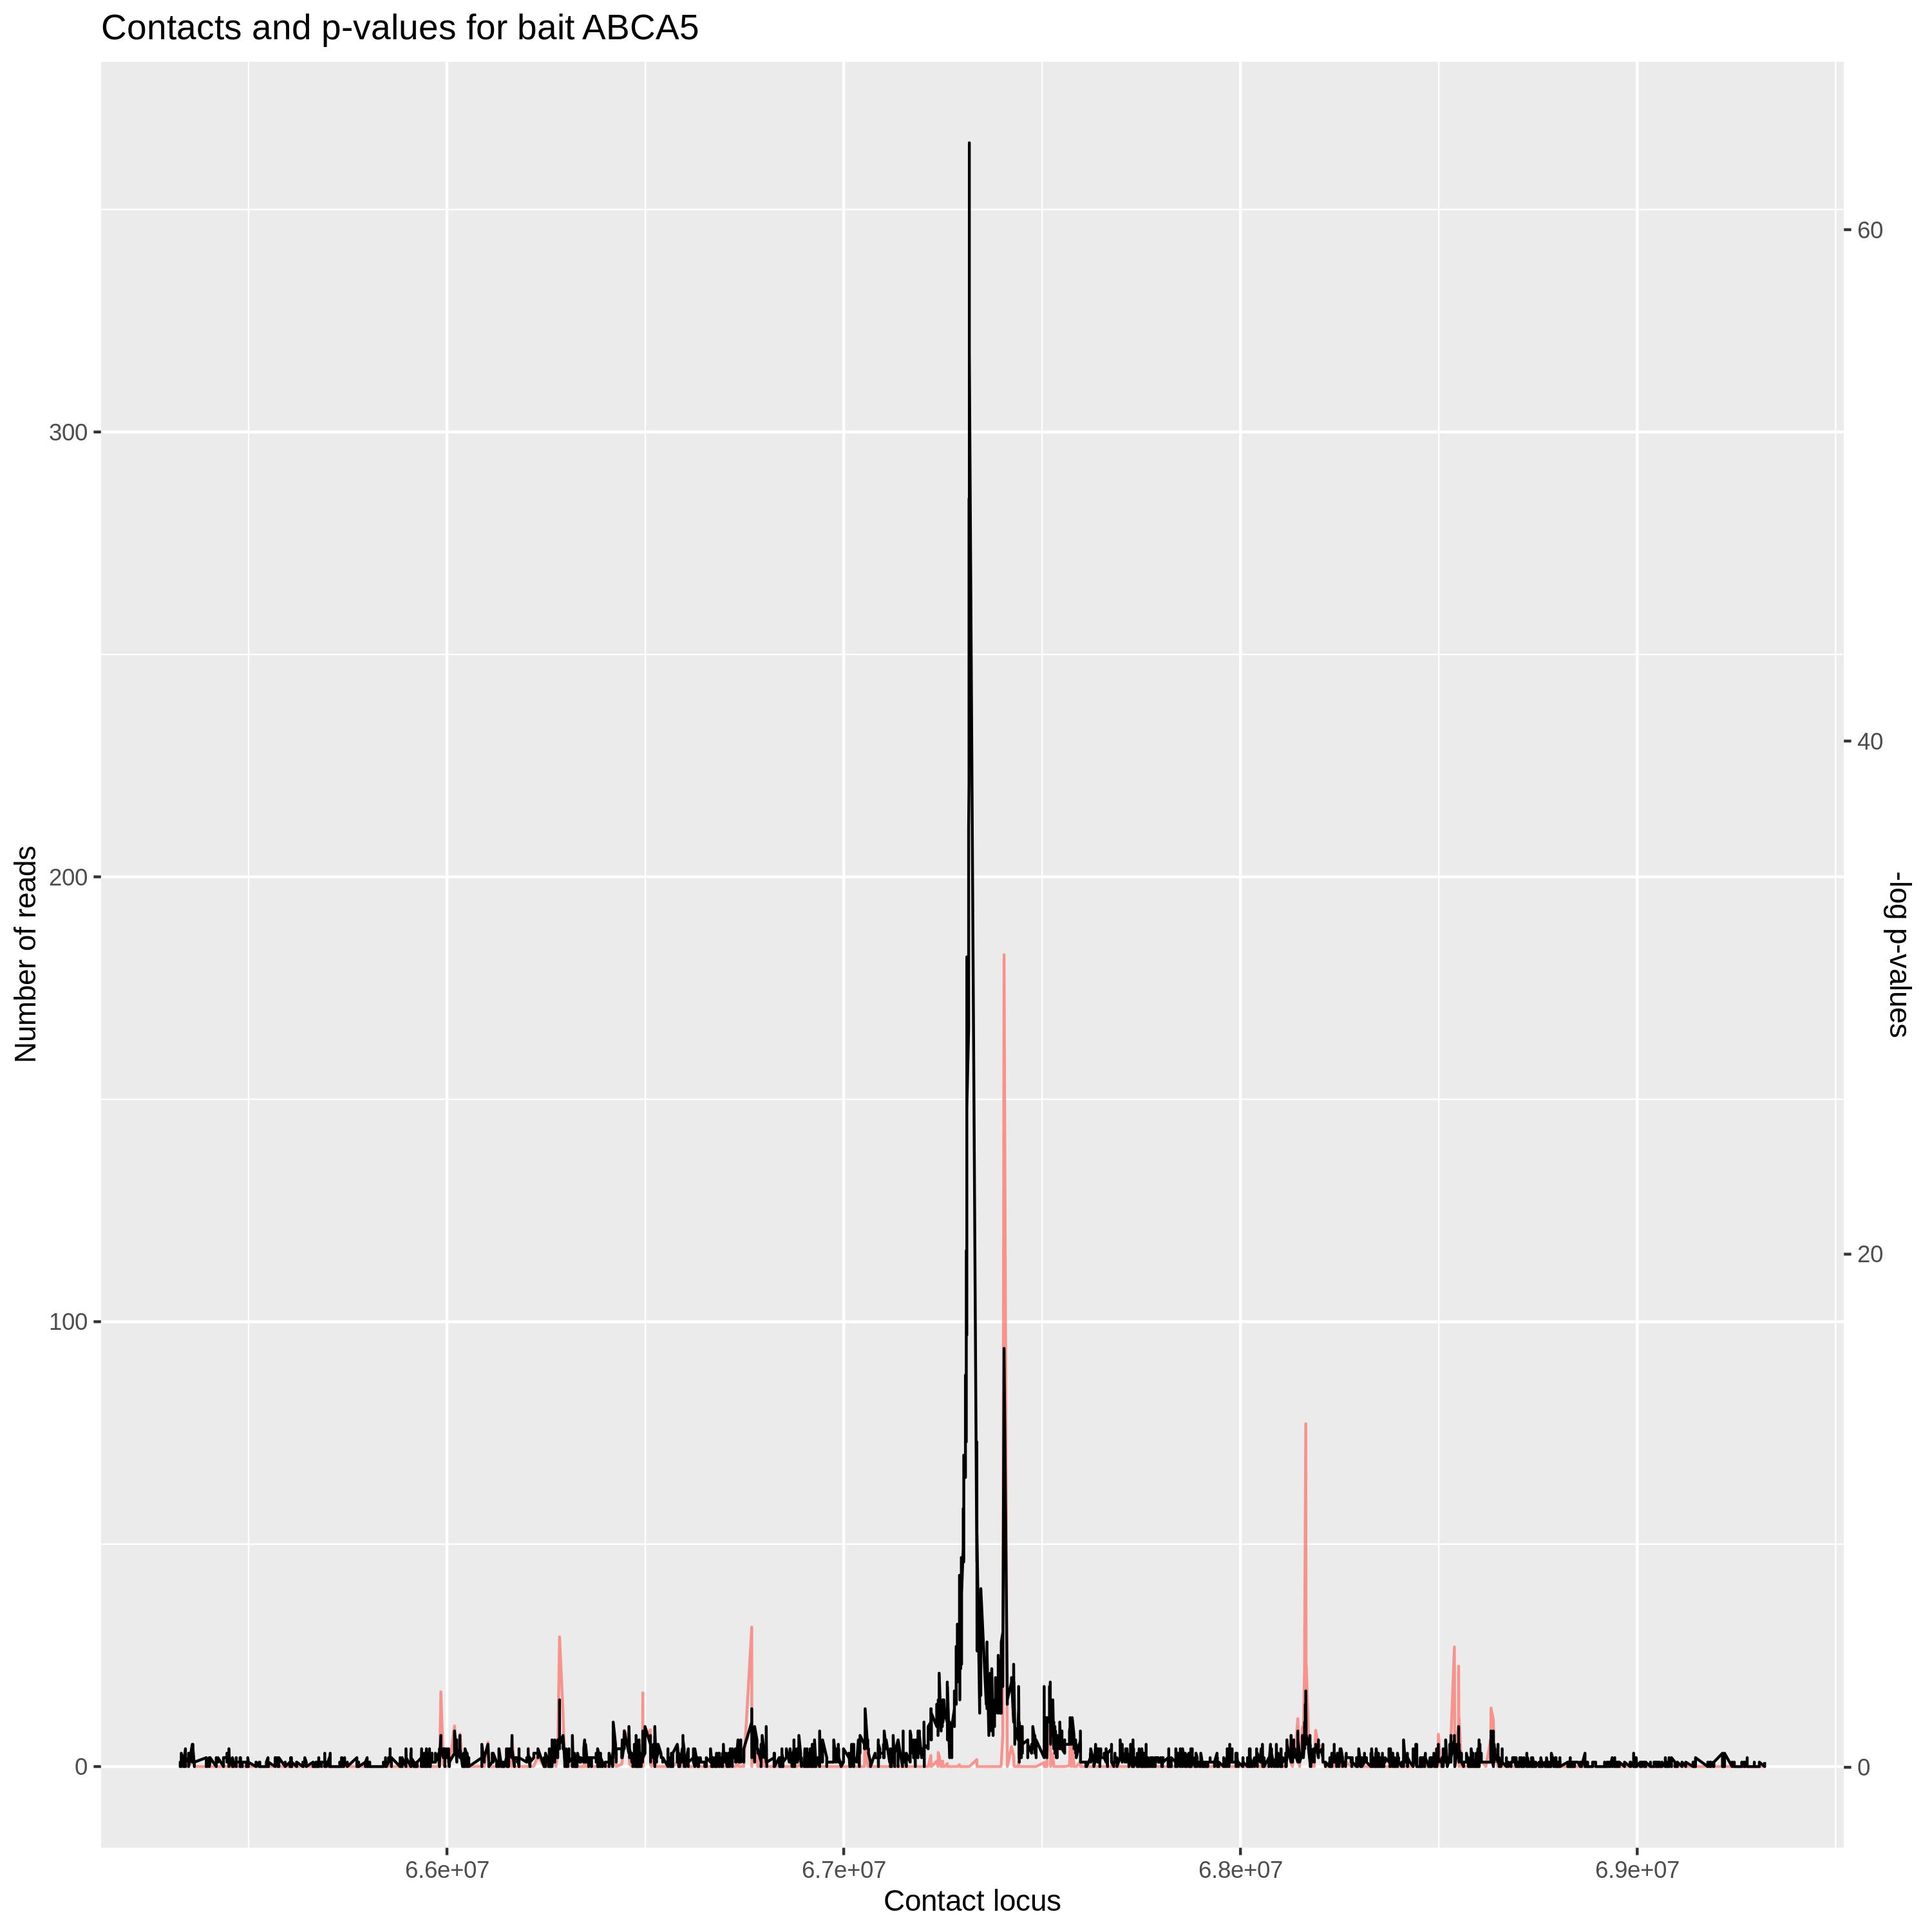 Contacts and p-values for bait ABCA5
Number of reads
300
200
100
0
60
40
20
0
-log p-values
6.6e+07
6.7e+07
6.8e+07
6.9e+07
Contact locus